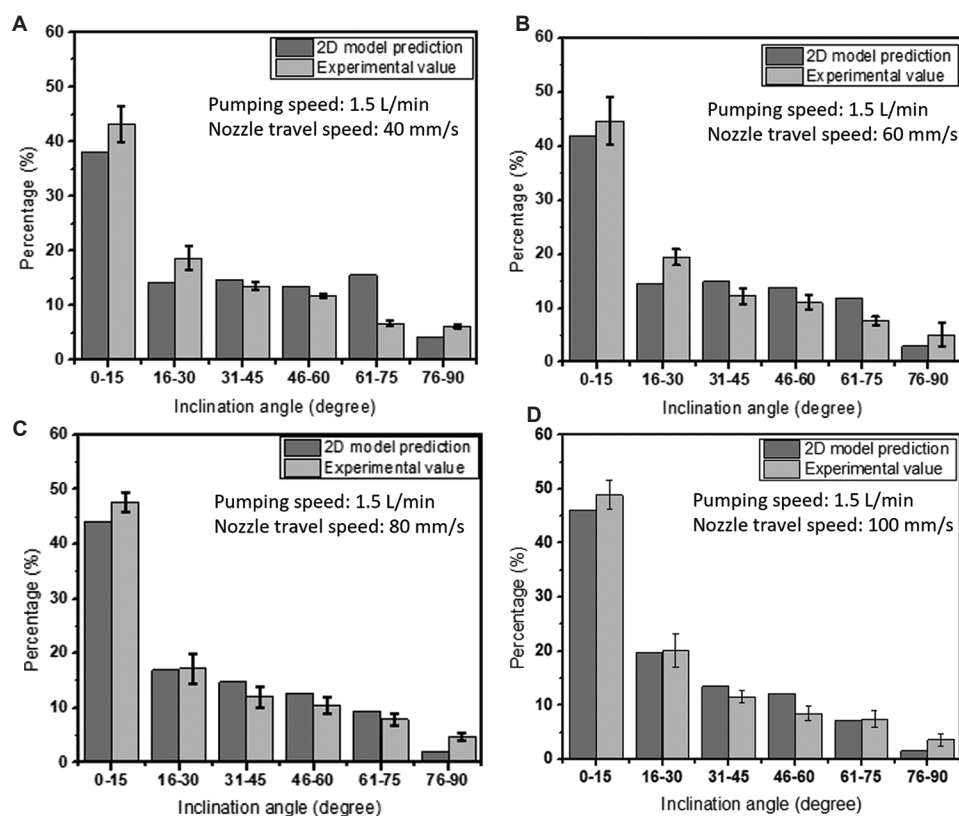 A
60
50
40
30
20
10
0
Percentage (%)
2D model prediction
Experimental value
Pumping speed: 1.5 L/min
Nozzle travel speed: 40 mm/s
0-15 16-30 31-45 46-60 61-75 76-90
Inclination angle (degree)
B
60
50
40
30
20
10
0
Percentage (%)
2D model prediction
Experimental value
Pumping speed: 1.5 L/min
Nozzle travel speed: 60 mm/s
0-15 16-30 31-45 46-60 61-75 76-90
Inclination angle (degree)
C
60
50
40
30
20
10
0
Percentage (%)
2D model prediction
Experimental value
Pumping speed: 1.5 L/min
Nozzle travel speed: 80 mm/s
0-15 16-30 31-45 46-60 61-75 76-90
Inclination angle (degree)
D
60
50
40
30
20
10
0
Percentage (%)
2D model prediction
Experimental value
Pumping speed: 1.5 L/min
Nozzle travel speed: 100 mm/s
0-15 16-30 31-45 46-60 61-75 76-90
Inclination angle (degree)